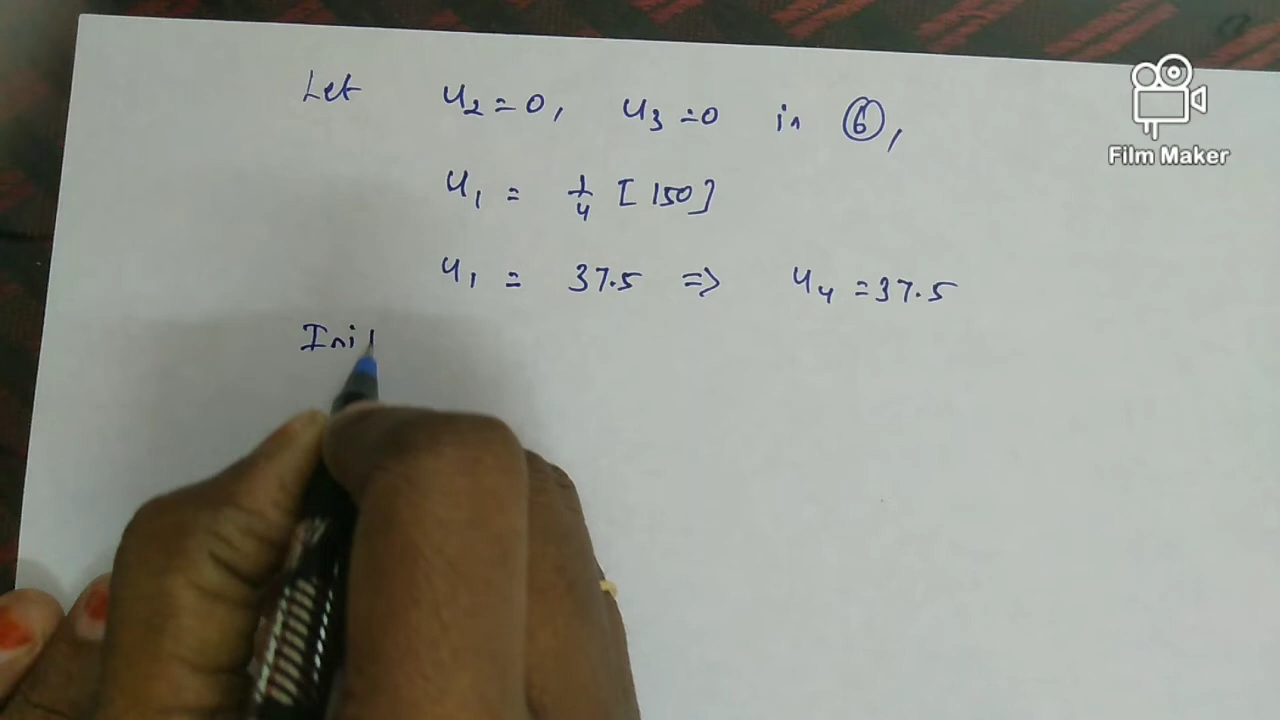 Let u₂ = 0, u₃ = 0 in ⑥,
Film Maker
u₁ = 1/4 [150]
u₁ = 37.5 => u₄ = 37.5
Ini